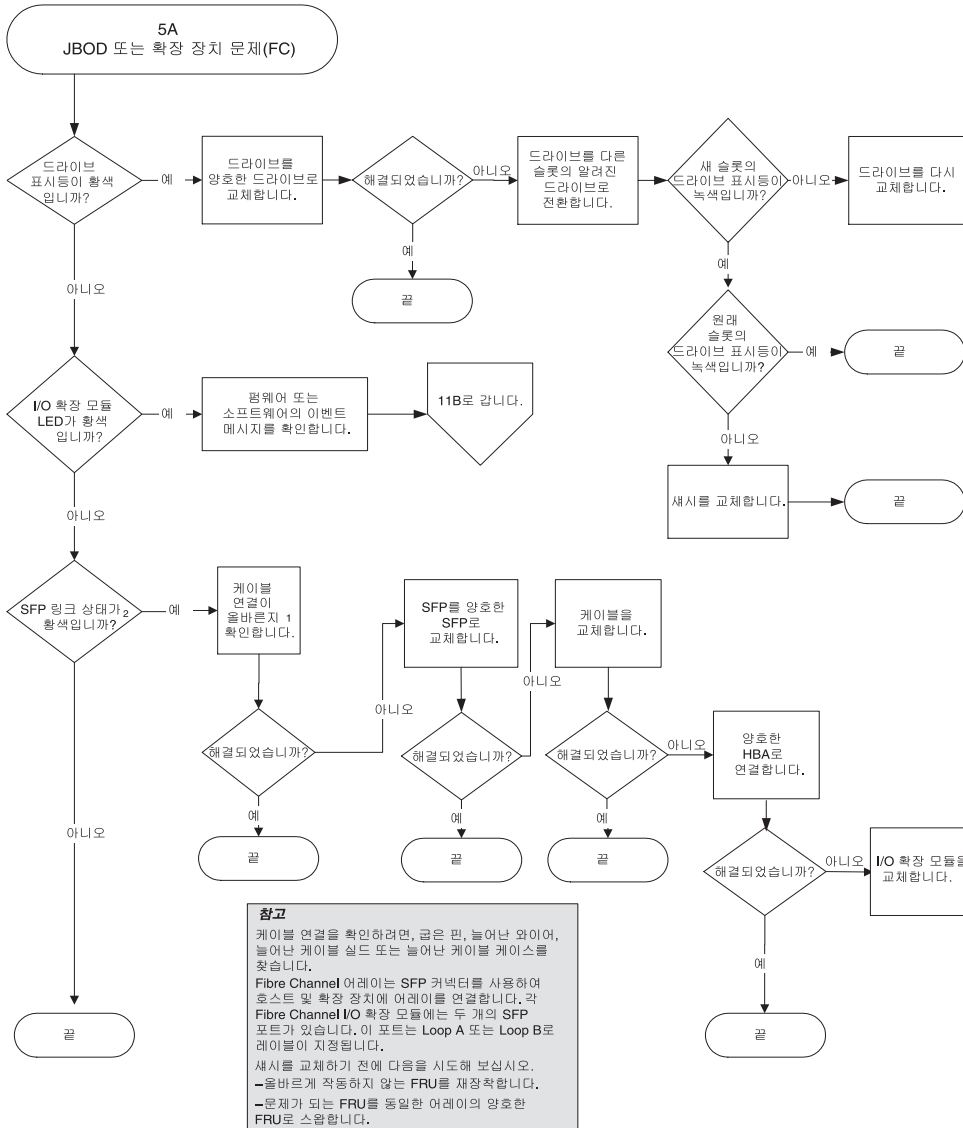 5A
JBOD 또는 확장 장치 문제(FC)
드라이브
표시등이 황색
입니까?
예
드라이브를
양호한 드라이브로
교체합니다.
해결되었습니까?
아니오
드라이브를 다른
슬롯의 알려진
드라이브로
전환합니다.
새 슬롯의
드라이브 표시등이
녹색입니까?
아니오
드라이브를 다시
교체합니다.
예
끝
예
아니오
원래
슬롯의
드라이브 표시등이
녹색입니까?
예
끝
I/O 확장 모듈
LED가 황색
입니까?
예
펌웨어 또는
소프트웨어의 이벤트
메시지를 확인합니다.
11B로 갑니다.
아니오
섀시를 교체합니다.
끝
아니오
SFP 링크 상태가 2
황색입니까?
예
케이블
연결이
올바른지 1
확인합니다.
SFP를 양호한
SFP로
교체합니다.
케이블을
교체합니다.
아니오
아니오
해결되었습니까?
해결되었습니까?
해결되었습니까?
아니오
양호한
HBA로
연결합니다.
예
예
예
끝
끝
끝
아니오
해결되었습니까?
아니오
I/O 확장 모듈을
교체합니다.
예
끝
끝
참고
케이블 연결을 확인하려면, 굽은 핀, 늘어난 와이어,
늘어난 케이블 실드 또는 늘어난 케이블 케이스를
찾습니다.
Fibre Channel 어레이는 SFP 커넥터를 사용하여
호스트 및 확장 장치에 어레이를 연결합니다. 각
Fibre Channel I/O 확장 모듈에는 두 개의 SFP
포트가 있습니다. 이 포트는 Loop A 또는 Loop B로
레이블이 지정됩니다.
섀시를 교체하기 전에 다음을 시도해 보십시오.
–올바르게 작동하지 않는 FRU를 재장착합니다.
–문제가 되는 FRU를 동일한 어레이의 양호한
FRU로 스왑합니다.